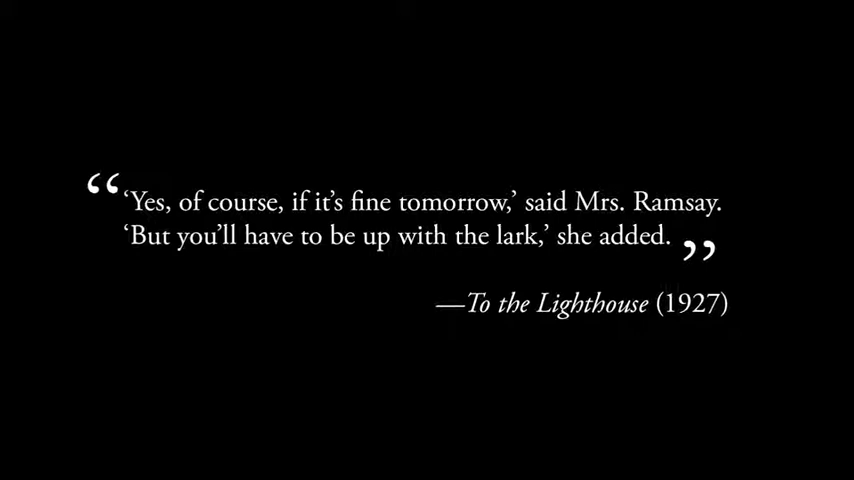 “‘Yes, of course, if it’s fine tomorrow,’ said Mrs. Ramsay.
‘But you’ll have to be up with the lark,’ she added.”
—To the Lighthouse (1927)